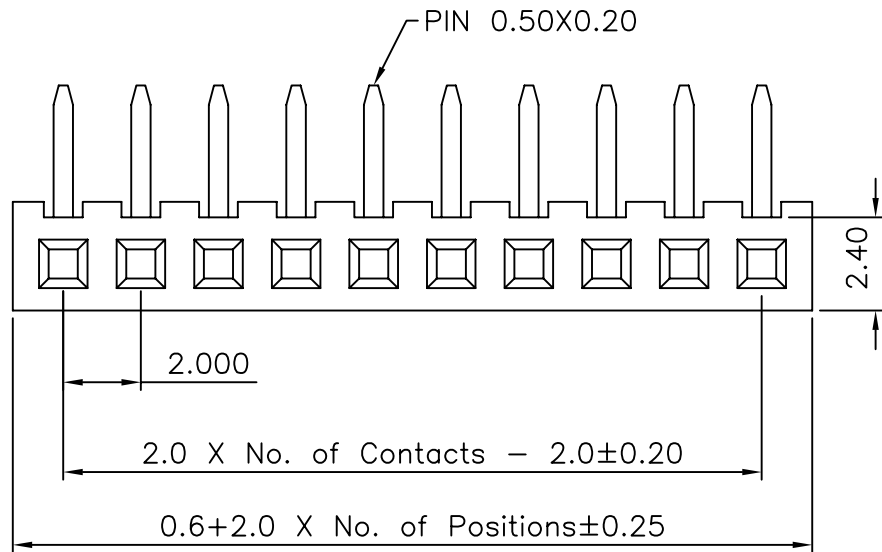 PIN 0.50X0.20
2.40
2.000
2.0 X No. of Contacts – 2.0±0.20
0.6+2.0 X No. of Positions±0.25